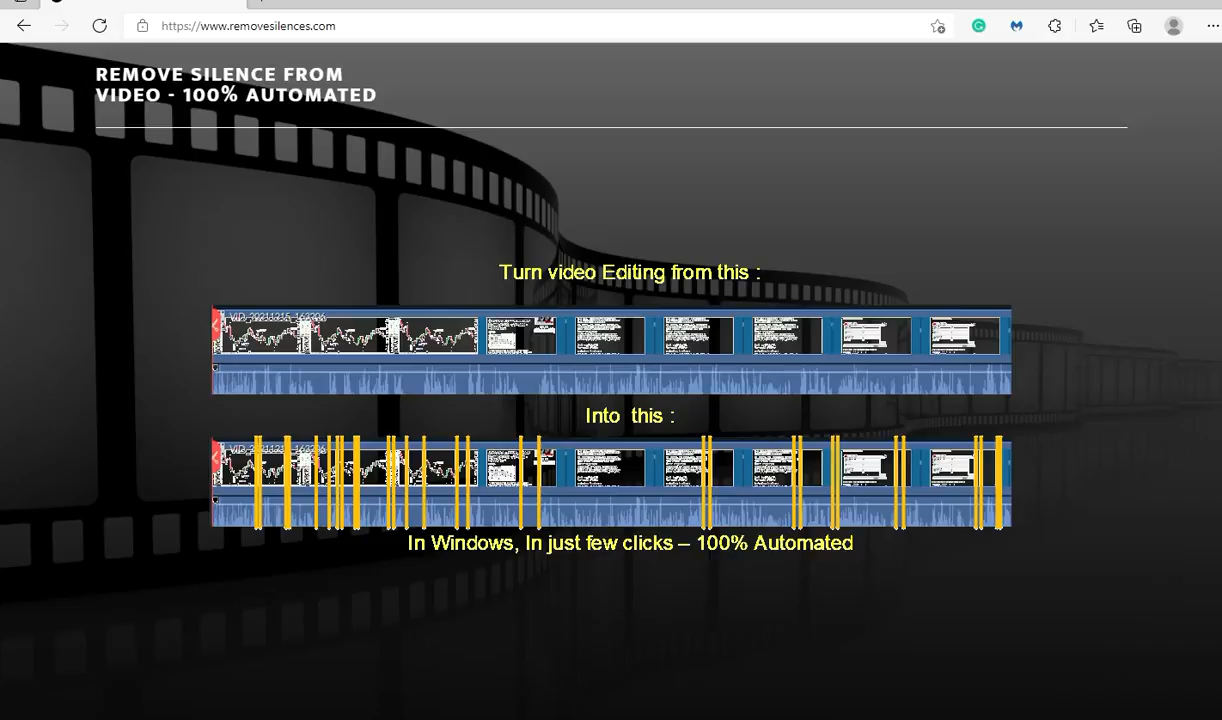 https://www.removesilences.com
REMOVE SILENCE FROM
VIDEO - 100% AUTOMATED
Turn video Editing from this :
VID_20211215_163206
Into this :
In Windows, In just few clicks – 100% Automated